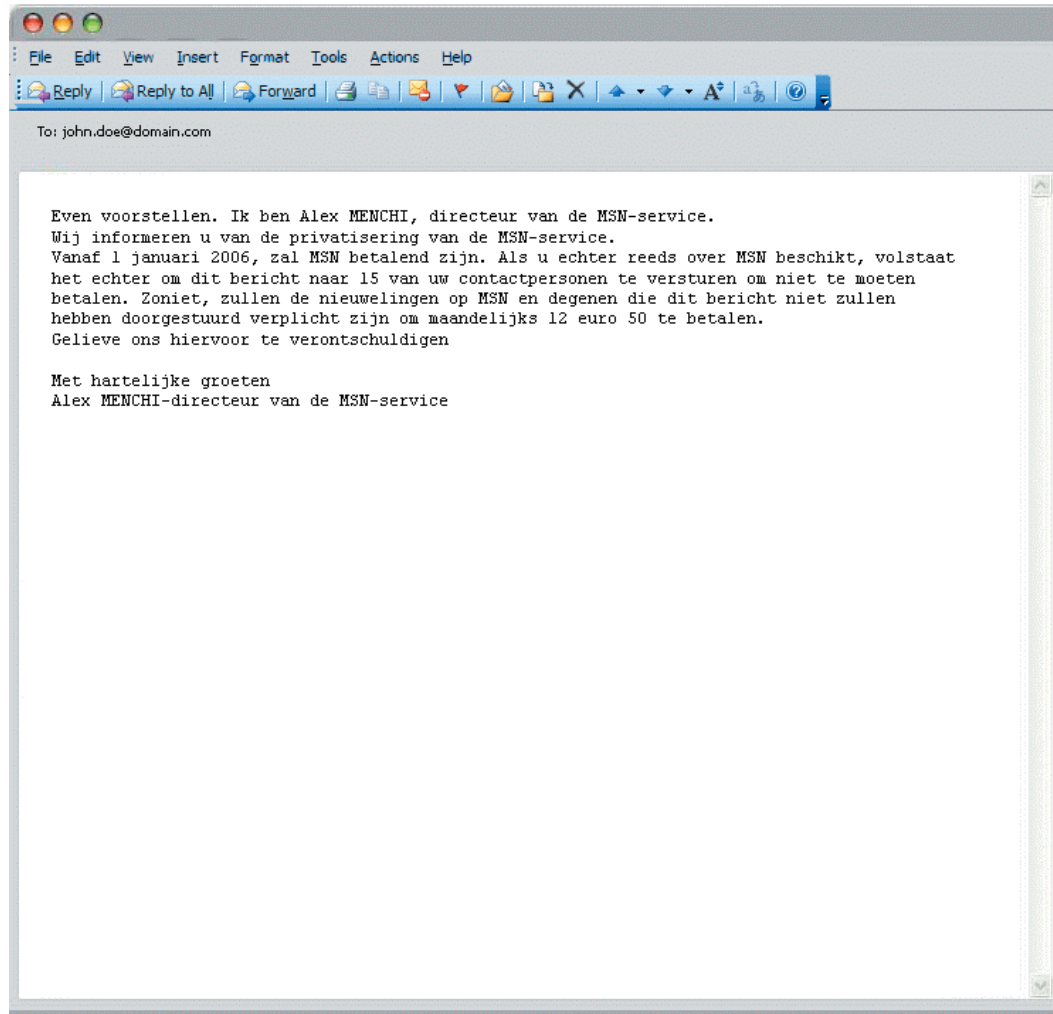 File Edit View Insert Format Tools Actions Help
Reply Reply to All Forward
To: john.doe@domain.com
Even voorstellen. Ik ben Alex MENCHI, directeur van de MSN-service.
Wij informeren u van de privatisering van de MSN-service.
Vanaf 1 januari 2006, zal MSN betalend zijn. Als u echter reeds over MSN beschikt, volstaat
het echter om dit bericht naar 15 van uw contactpersonen te versturen om niet te moeten
betalen. Zoniet, zullen de nieuwelingen op MSN en degenen die dit bericht niet zullen
hebben doorgestuurd verplicht zijn om maandelijks 12 euro 50 te betalen.
Gelieve ons hiervoor te verontschuldigen
Met hartelijke groeten
Alex MENCHI-directeur van de MSN-service